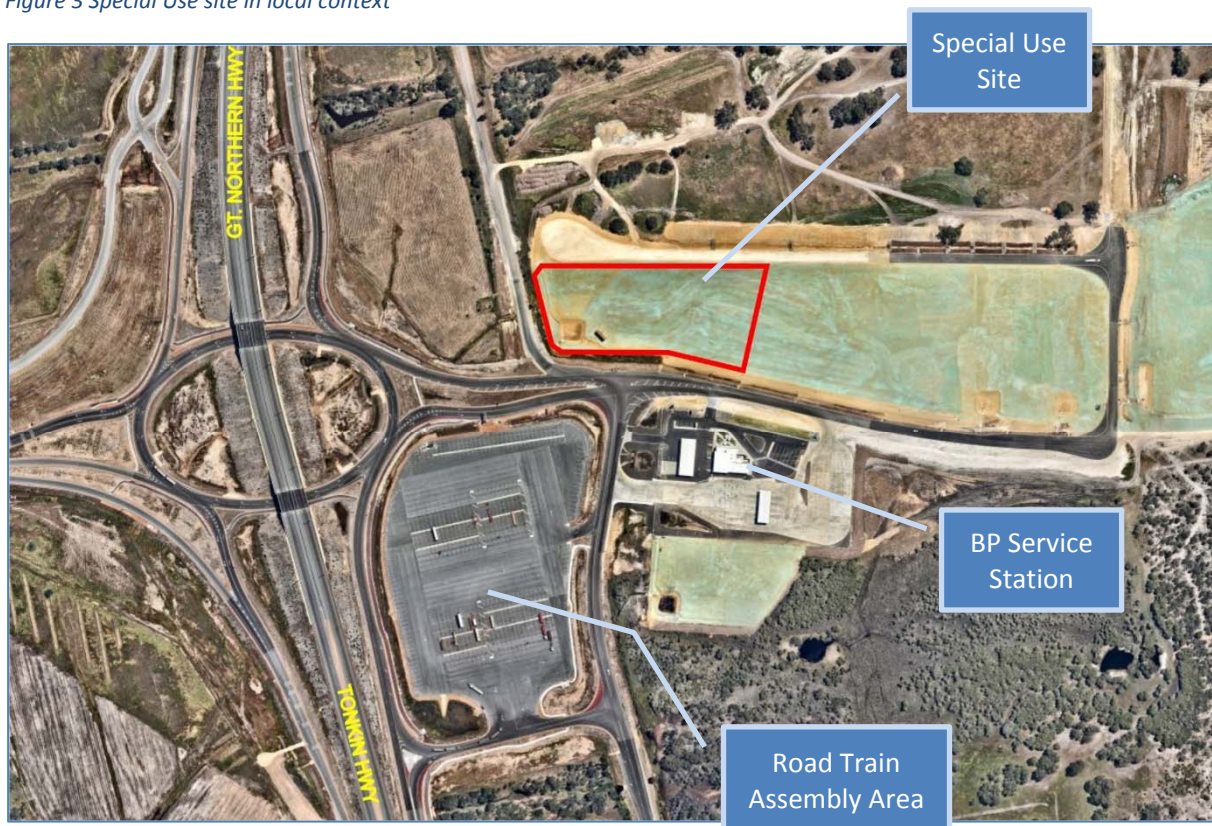 Figure 3 Special Use site in local context
Special Use
Site
GT. NORTHERN HWY
BP Service
Station
TONKIN HWY
Road Train
Assembly Area